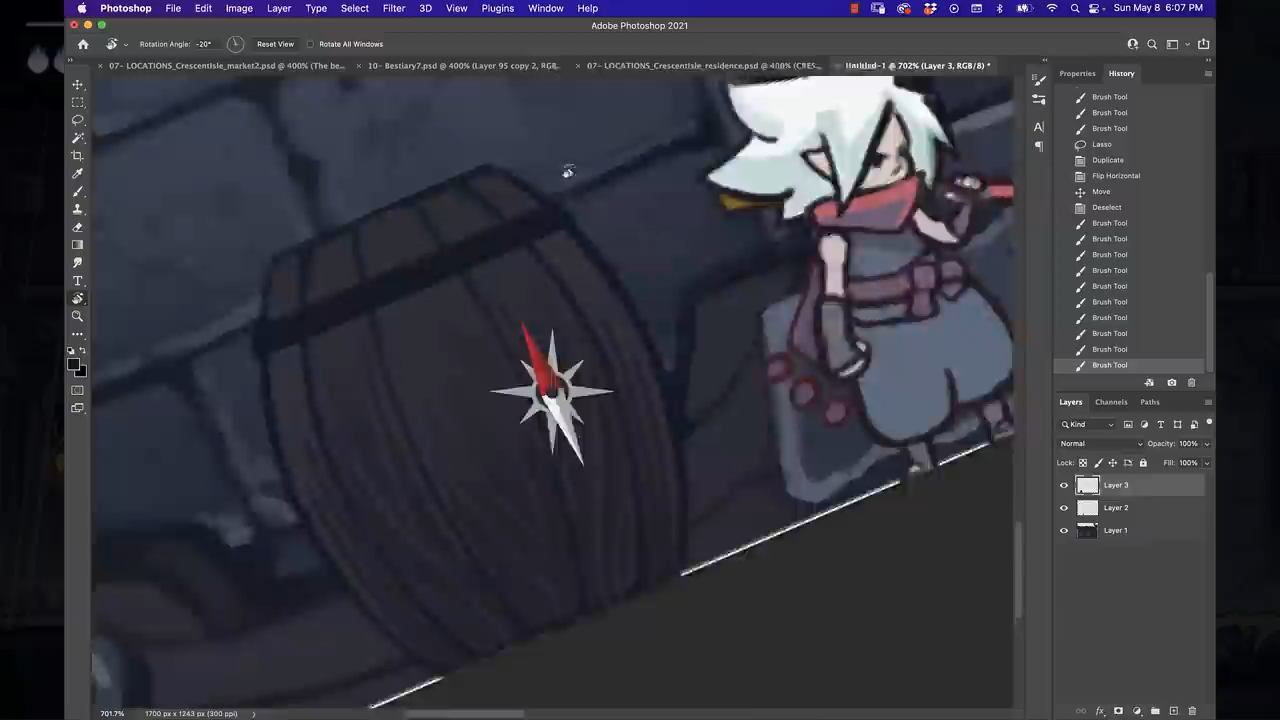 Photoshop File Edit Image Layer Type Select Filter 3D View Plugins Window Help Sun May 8 6:07 PM
Adobe Photoshop 2021
Rotation Angle: -20° Reset View Rotate All Windows
07- LOCATIONS_CrescentIsle_market2.psd @ 400% (The be... 10- Bestiary7.psd @ 400% (Layer 95 copy 2, RGB... 07- LOCATIONS_CrescentIsle_residence.psd @ 400% (CRES... Untitled-1 @ 702% (Layer 3, RGB/8) *
Properties History
Brush Tool
Brush Tool
Brush Tool
Lasso
Duplicate
Flip Horizontal
Move
Deselect
Brush Tool
Brush Tool
Brush Tool
Brush Tool
Brush Tool
Brush Tool
Brush Tool
Brush Tool
Brush Tool
Brush Tool
Layers Channels Paths
Kind
Normal Opacity: 100%
Lock: Fill: 100%
Layer 3
Layer 2
Layer 1
701.7% 1700 px x 1243 px (300 ppi)